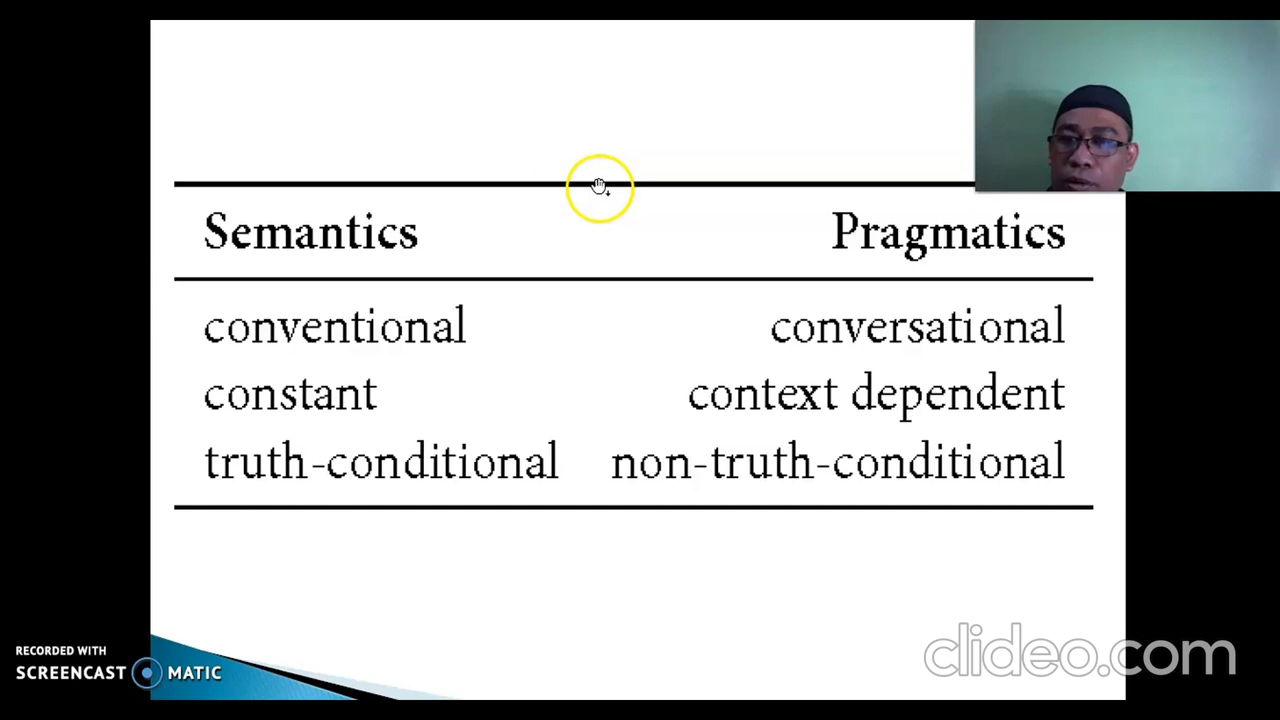 Semantics Pragmatics
conventional conversational
constant context dependent
truth-conditional non-truth-conditional
RECORDED WITH
SCREENCAST MATIC
clideo.com